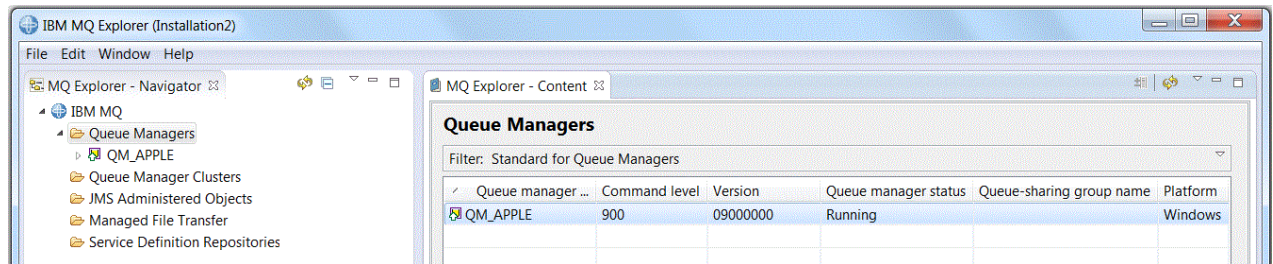 IBM MQ Explorer (Installation2)
File Edit Window Help
MQ Explorer - Navigator
IBM MQ
Queue Managers
QM_APPLE
Queue Manager Clusters
JMS Administered Objects
Managed File Transfer
Service Definition Repositories
MQ Explorer - Content
Queue Managers
Filter: Standard for Queue Managers
Queue manager ... Command level Version Queue manager status Queue-sharing group name Platform
QM_APPLE 900 09000000 Running Windows